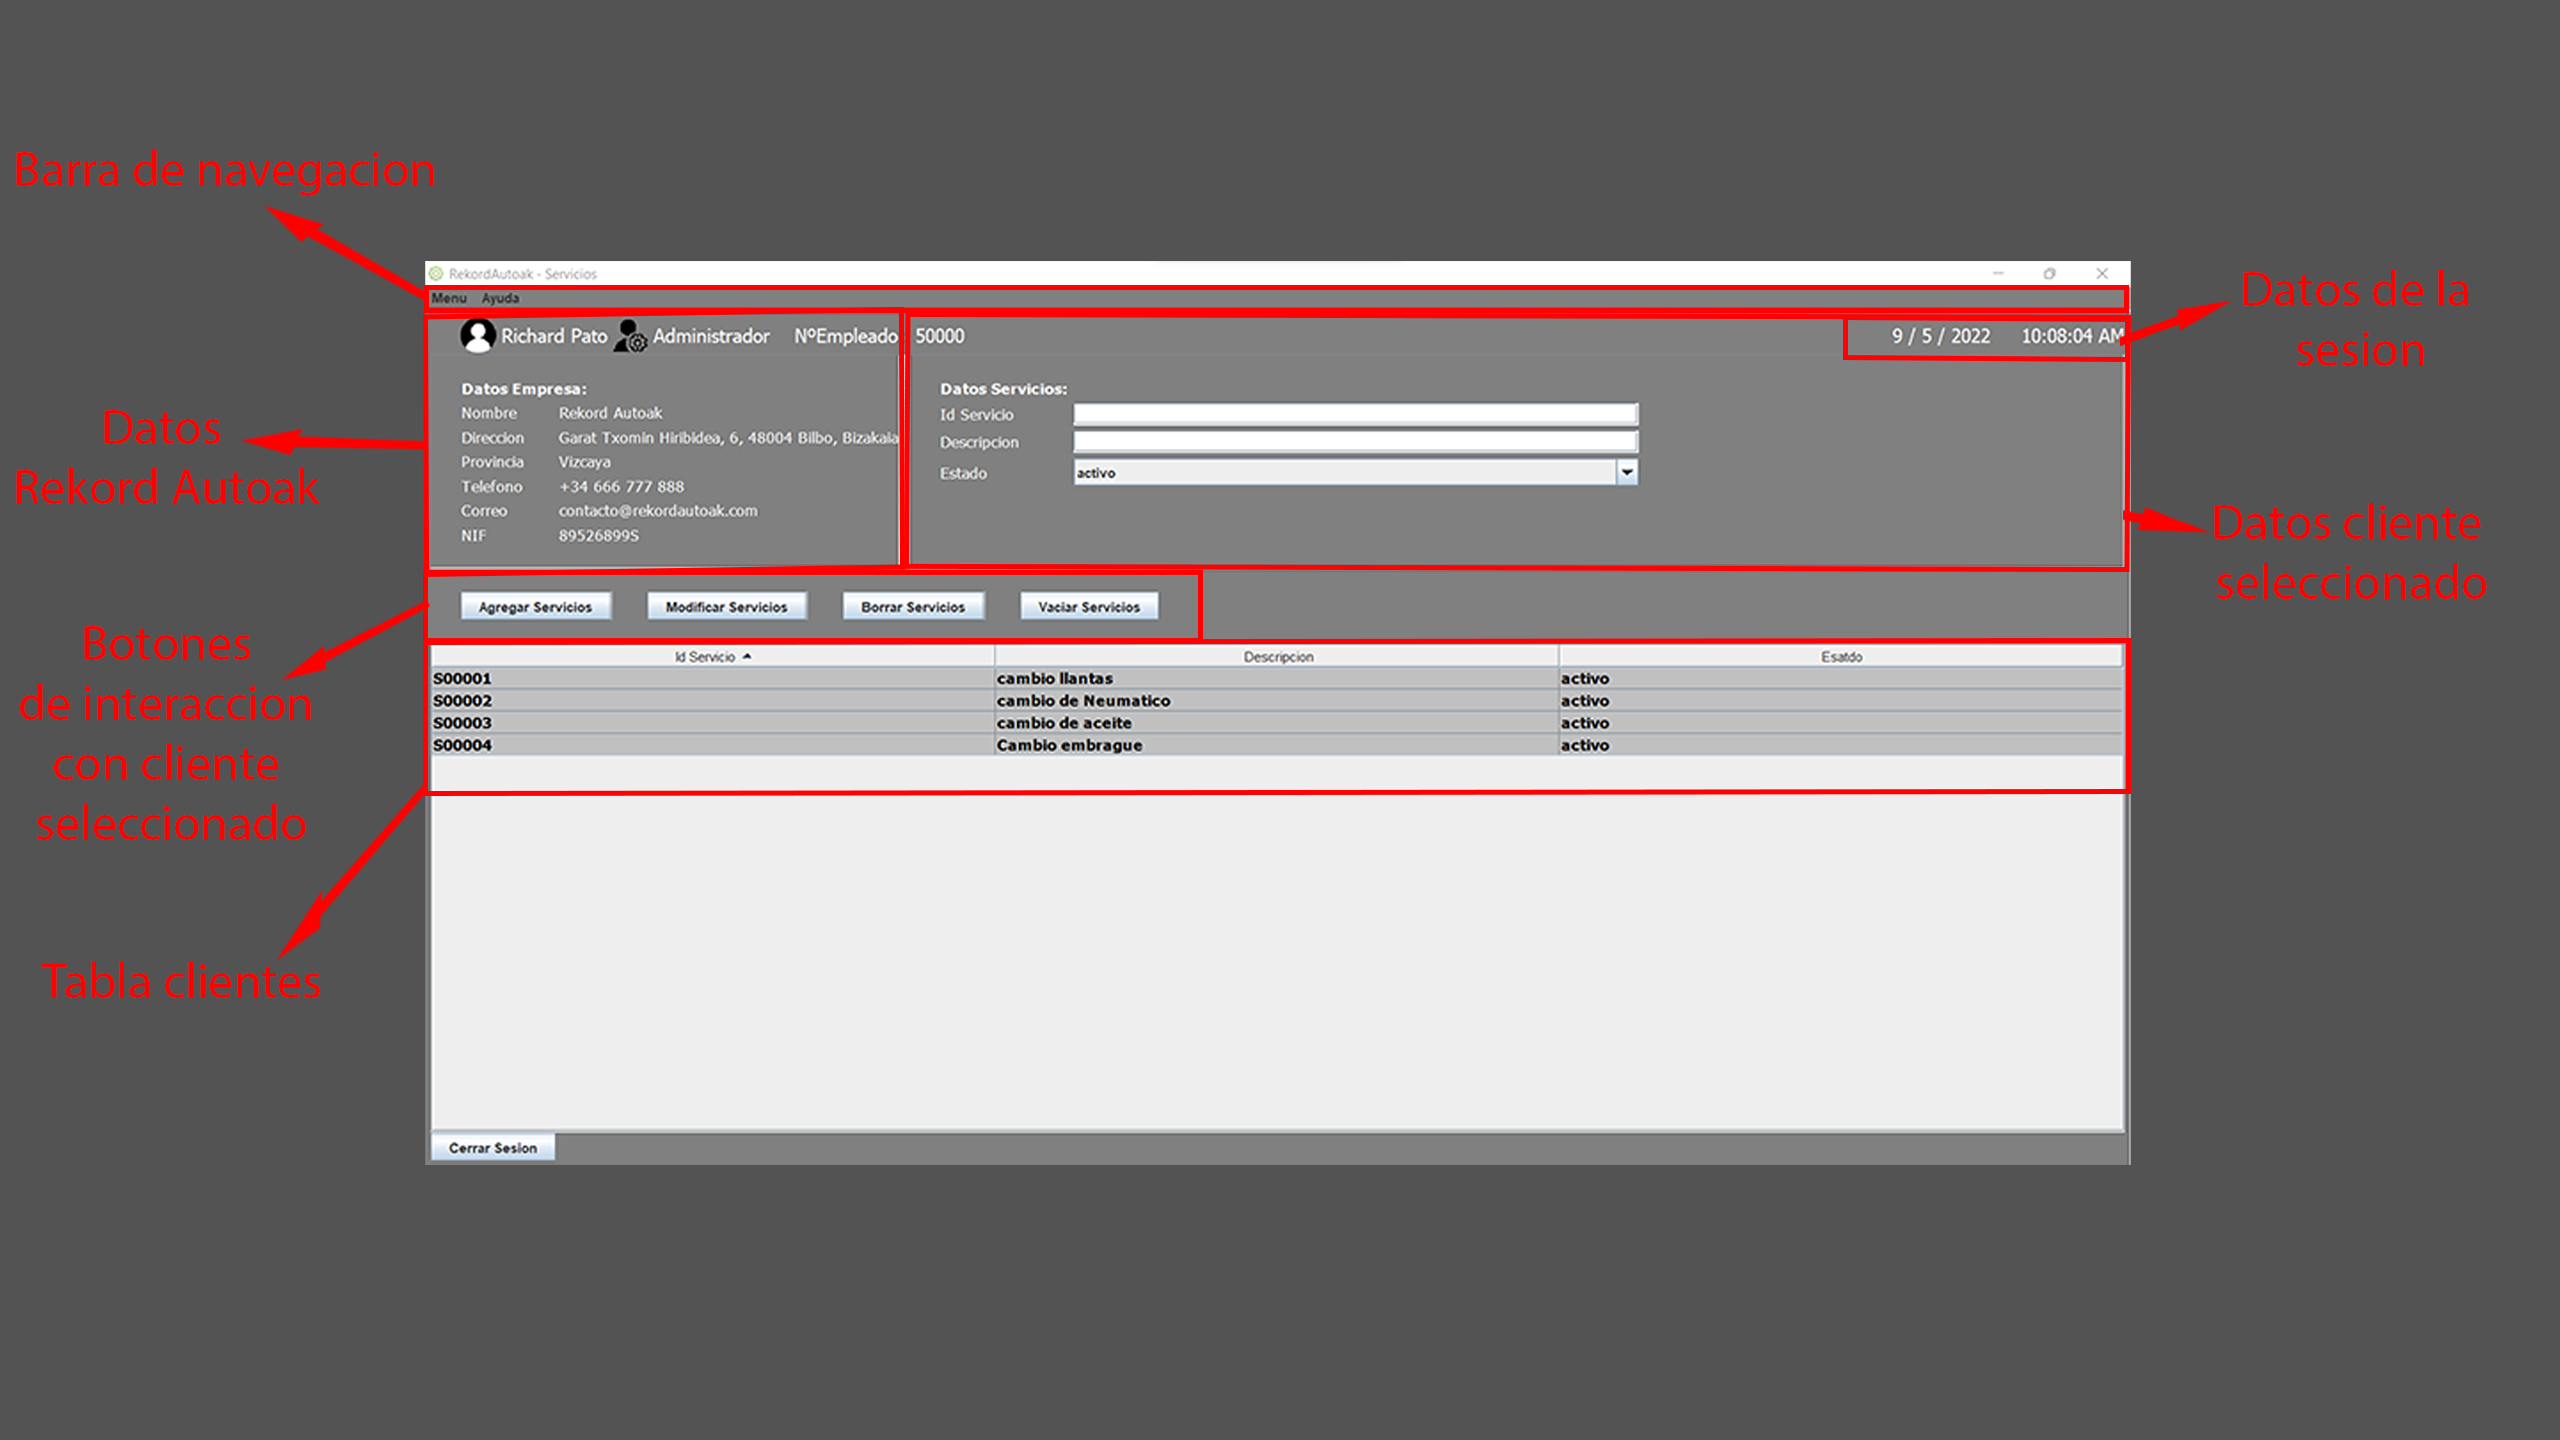 Barra de navegacion
RekordAutoak - Servicios
Menu Ayuda
Richard Pato Administrador NºEmpleado 50000 9 / 5 / 2022 10:08:04 AM
Datos de la
sesion
Datos Empresa:
Nombre Rekord Autoak
Direccion Garat Txomin Hiribidea, 6, 48004 Bilbo, Bizakaia
Provincia Vizcaya
Telefono +34 666 777 888
Correo contacto@rekordautoak.com
NIF 89526899S
Datos
Rekord Autoak
Datos Servicios:
Id Servicio
Descripcion
Estado activo
Datos cliente
seleccionado
Agregar Servicios Modificar Servicios Borrar Servicios Vaciar Servicios
Botones
de interaccion
con cliente
seleccionado
Id Servicio Descripcion Esatdo
S00001 cambio llantas activo
S00002 cambio de Neumatico activo
S00003 cambio de aceite activo
S00004 Cambio embrague activo
Tabla clientes
Cerrar Sesion